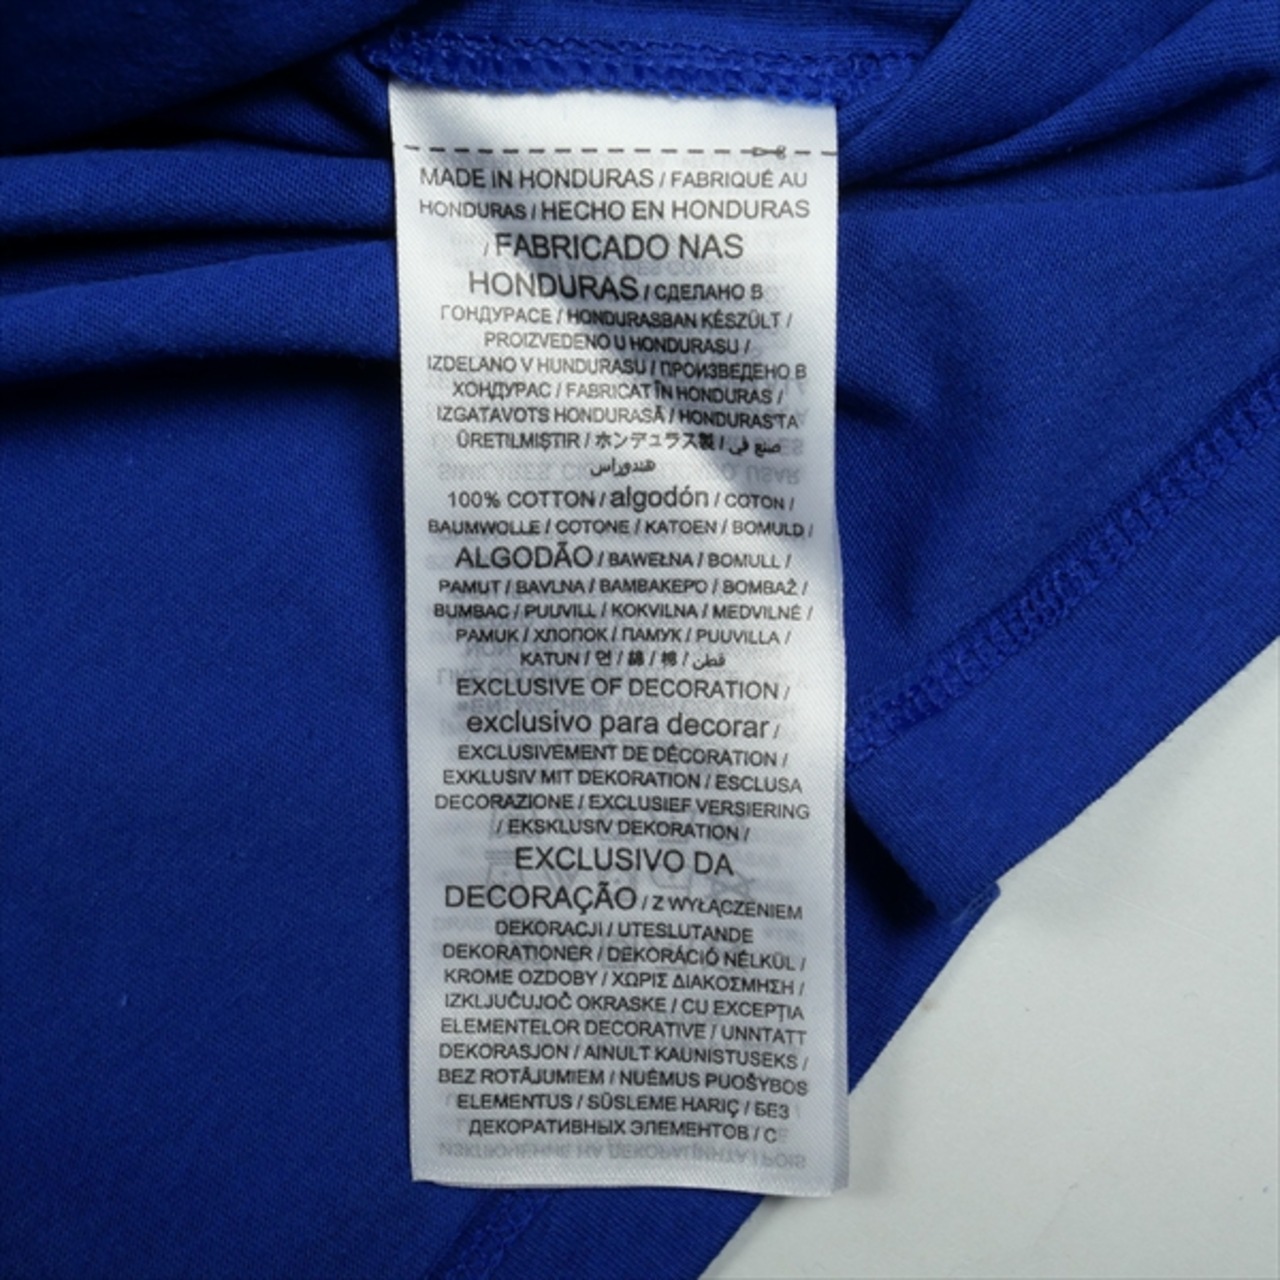 MADE IN HONDURAS / FABRIQUÉ AU
HONDURAS / HECHO EN HONDURAS
/ FABRICADO NAS
HONDURAS / СДЕЛАНО В
ГОНДУРАСЕ / HONDURASBAN KÉSZÜLT /
PROIZVEDENO U HONDURASU /
IZDELANO V HUNDURASU / ПРОИЗВЕДЕНО В
ХОНДУРАС / FABRICAT ÎN HONDURAS /
IZGATAVOTS HONDURASĀ / HONDURAS'TA
ÜRETILMIŞTIR / ホンデュラス製 / صنع في
هندوراس
100% COTTON / algodón / COTON /
BAUMWOLLE / COTONE / KATOEN / BOMULD /
ALGODÃO / BAWEŁNA / BOMULL /
PAMUT / BAVLNA / ΒΑΜΒΑΚΕΡΌ / BOMBAŽ /
BUMBAC / PUUVILL / KOKVILNA / MEDVILNĖ /
PAMUK / ХЛОПОК / ПАМУК / PUUVILLA /
KATUN / 면 / 綿 / 棉 / قطن
EXCLUSIVE OF DECORATION /
exclusivo para decorar /
EXCLUSIVEMENT DE DÉCORATION /
EXKLUSIV MIT DEKORATION / ESCLUSA
DECORAZIONE / EXCLUSIEF VERSIERING
/ EKSKLUSIV DEKORATION /
EXCLUSIVO DA
DECORAÇÃO / Z WYŁĄCZENIEM
DEKORACJI / UTESLUTANDE
DEKORATIONER / DEKORÁCIÓ NÉLKÜL /
KROME OZDOBY / ΧΩΡΙΣ ΔΙΑΚΟΣΜΗΣΗ /
IZKLJUČUJOČ OKRASKE / CU EXCEPȚIA
ELEMENTELOR DECORATIVE / UNNTATT
DEKORASJON / AINULT KAUNISTUSEKS /
BEZ ROTĀJUMIEM / NUĖMUS PUOŠYBOS
ELEMENTUS / SÜSLEME HARIÇ / БЕЗ
ДЕКОРАТИВНЫХ ЭЛЕМЕНТОВ / С